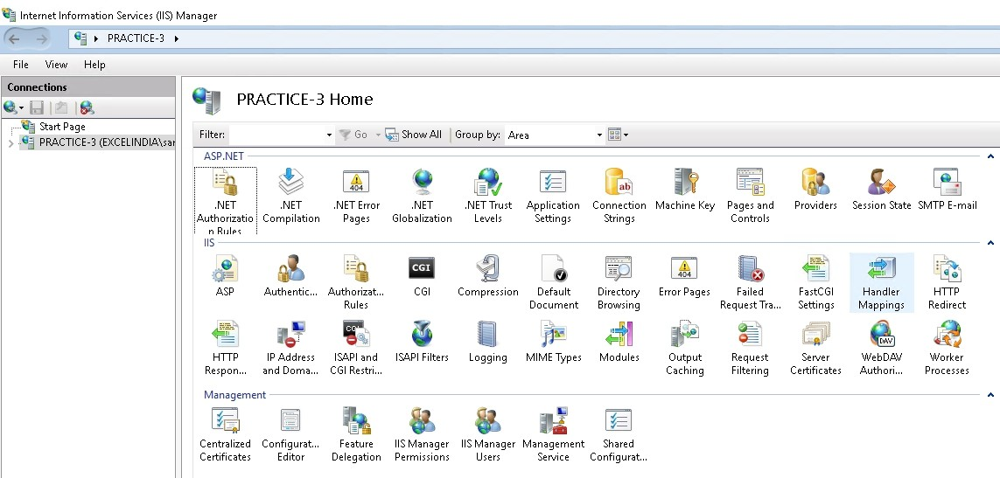 Internet Information Services (IIS) Manager
PRACTICE-3
File View Help
Connections
Start Page
PRACTICE-3 (EXCELINDIA\sar
PRACTICE-3 Home
Filter: Go Show All Group by: Area
ASP.NET
.NET .NET .NET Error .NET .NET Trust Application Connection Machine Key Pages and Providers Session State SMTP E-mail
Authorizatio Compilation Pages Globalization Levels Settings Strings Controls
n Rules
404
ab
IIS
CGI
404
ASP Authentic... Authorizat... CGI Compression Default Directory Error Pages Failed FastCGI Handler HTTP
Rules Document Browsing Request Tra... Settings Mappings Redirect
DAV
HTTP IP Address ISAPI and ISAPI Filters Logging MIME Types Modules Output Request Server WebDAV Worker
Respon... and Doma... CGI Restri... Caching Filtering Certificates Authori... Processes
Management
Centralized Configurat... Feature IIS Manager IIS Manager Management Shared
Certificates Editor Delegation Permissions Users Service Configurat...